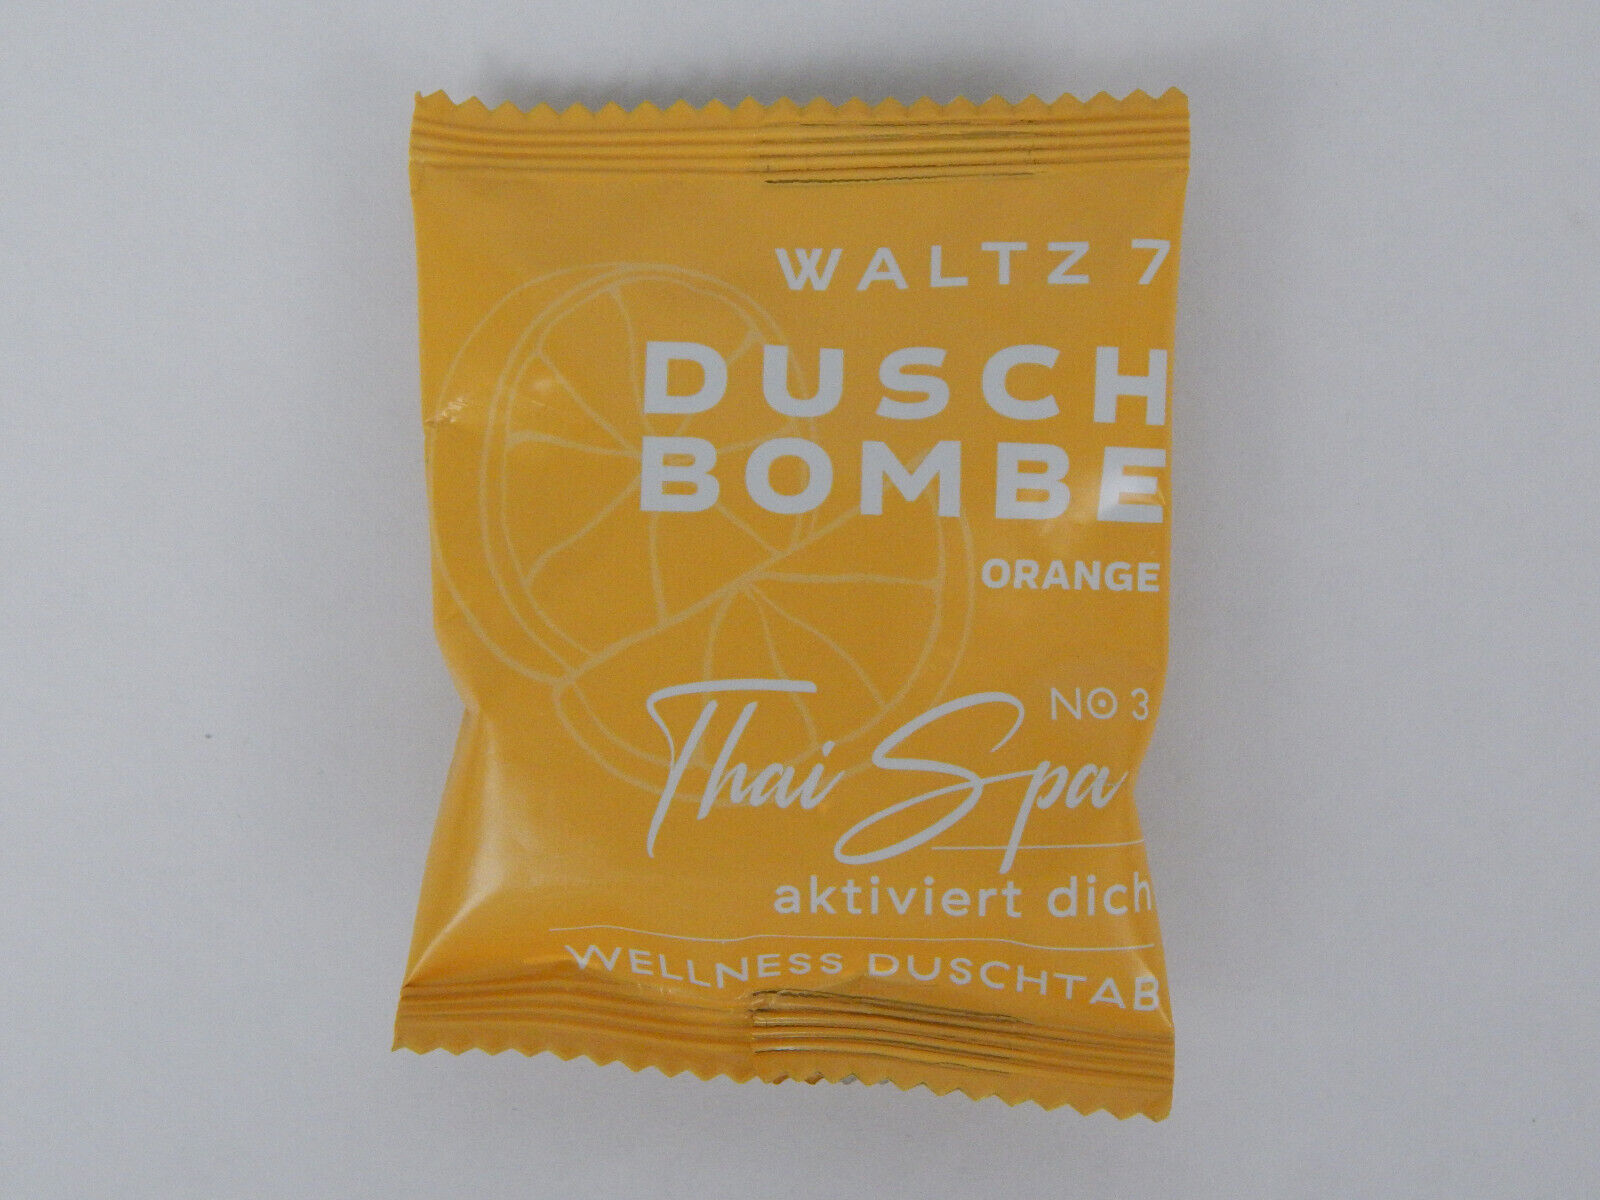 WALTZ 7
DUSCH
BOMBE
ORANGE
NO 3
Thai Spa
aktiviert dich
WELLNESS DUSCHTAB